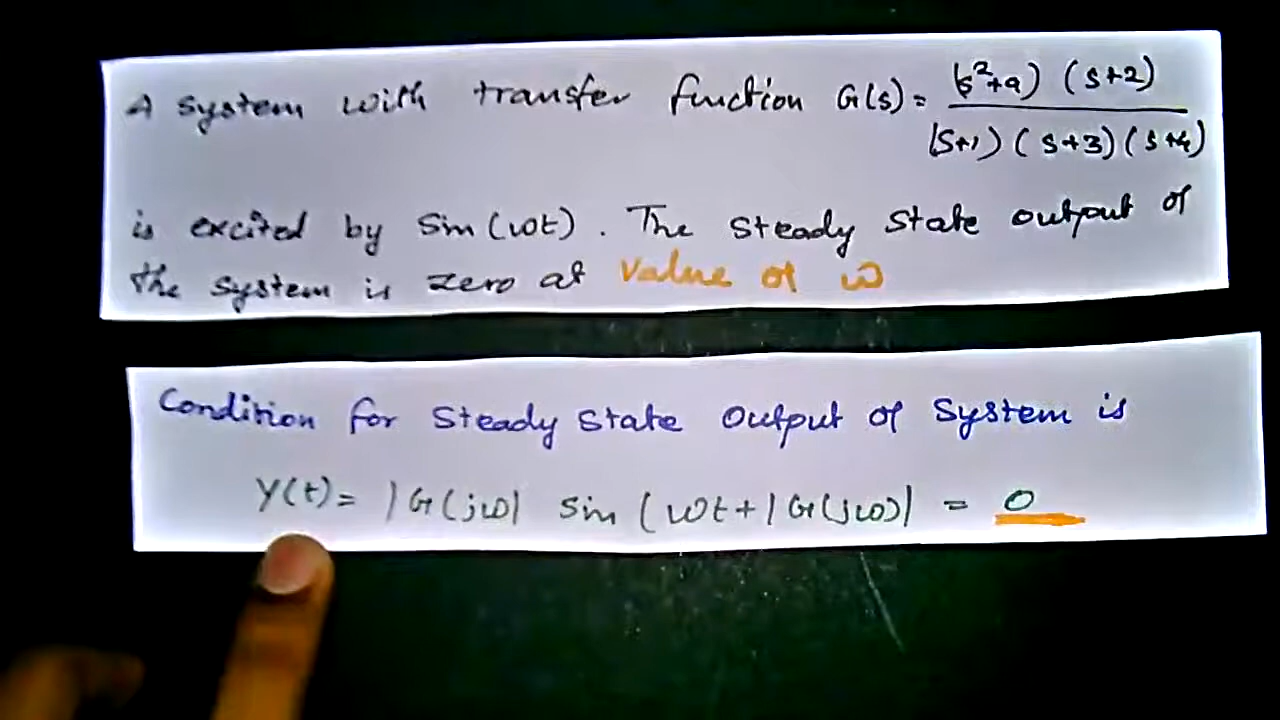 A system with transfer function G(s) = (s²+9) (s+2)
(s+1) (s+3) (s+4)
is excited by Sin(ωt). The steady state output of
the system is zero at value of ω
Condition for Steady State Output of System is
Y(t) = |G(jω| sin (ωt+|G(jω)| = 0